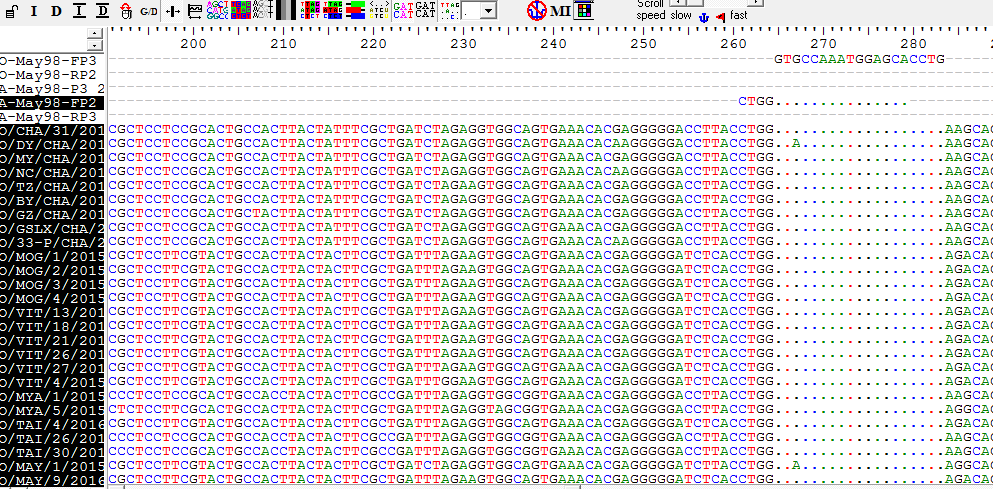 I D I D G/D MI Scroll
speed slow fast
200 210 220 230 240 250 260 270 280
O-May98-FP3 GTGCCAAATGGAGCACCTG
O-May98-RP2
A-May98-P3 2
A-May98-FP2 CTGG...............
A-May98-RP3
O/CHA/31/201 CGCTCCTCCGCACTGCCACTTACTATTTCGCTGATCTAGAGGTGGCAGTGAAACACGAGGGGGACCTTACCTGG...................AAGCAC
O/DY/CHA/201 CGCTCCTCCGCACTGCCACTTACTATTTCGCTGATCTAGAGGTGGCAGTGAAACACAAGGGGGACCTTACCTGG..A................AAGCAC
O/MY/CHA/201 CGCTCCTCCGCACTGCCACTTACTATTTCGCTGATCTAGAGGTGGCAGTGAAACACGAGGGGGACCTTACCTGG...................AAGCAC
O/NC/CHA/201 CGCTCCTCCGCACTGCCACTTACTATTTCGCTGATCTAGAGGTGGCAGTGAAACACAAGGGGGACCTTACCTGG...................AAGCAC
O/TZ/CHA/201 CGCTCCTCCGCACTGCCACTTACTATTTCGCTGATCTAGAAGTGGCAGTGAAACACGAGGGGGACCTTACCTGG...................AAGCAC
O/BY/CHA/201 CGCTCCTCCGCACTGCCACTTACTATTTCGCTGATCTAGAGGTGGCAGTGAAACACGAGGGGGACCTTACCTGG...................AAGCAC
O/GZ/CHA/201 CGCTCCTCCGCACTGCTACTTACTATTTCGCTGATCTAGAGGTGGCAGTGAAACACGAGGGGGACCTTACCTGG...................AAGCAC
O/GSLX/CHA/2 CGCTCCTCCGCACTGCCACTTACTATTTCGCTGATCTAGAGGTGGCAGTGAAACACGAGGGGGACCTTACCTGG...................AAGCAC
O/33-P/CHA/2 CGCTCCTCCGCACTGCCACTTACTATTTCGCTGATCTAGAGGTGGCAGTGAAACACAAGGGGGACCTTACCTGG...................AAGCAC
O/MOG/1/2015 CGCTCCTTCGTACTGCCACTTACTACTTCGCTGATTTAGAAGTGGCAGTGAAACACGAGGGGGATCTCACCTGG...................AGACAC
O/MOG/2/2015 CGCTCCTTCGTACTGCCACTTACTACTTCGCTGATTTAGAAGTGGCAGTGAAACACGAGGGGGATCTCACCTGG...................AGACAC
O/MOG/3/2015 CGCTCCTTCGTACTGCCACTTACTACTTCGCTGATTTAGAAGTGGCAGTGAAACACGAGGGGGATCTCACCTGG...................AGACAC
O/MOG/4/2015 CGCTCCTTCGTACTGCCACTTACTACTTCGCTGATTTAGAAGTGGCAGTGAAACACGAGGGGGATCTCACCTGG...................AGACAC
O/VIT/13/201 CGCTCCTTCGTACTGCCACTTACTACTTCGCTGATTTAGAAGTGGCAGTGAAACACGAGGGGGATCTCACCTGG...................AGACAC
O/VIT/18/201 CGCTCCTTCGTACTGCCACTTACTACTTCGCTGATTTAGAAGTGGCAGTGAAACACGAGGGGGATCTCACCTGG...................AGACAC
O/VIT/21/201 CGCTCCTTCGTACTGCCACTTACTACTTCGCTGATTTAGAAGTGGCAGTGAAACACGAGGGGGATCTCACCTGG...................AGACAC
O/VIT/26/201 CGCTCCTTCGTACTGCCACTTACTACTTCGCTGATTTAGAAGTGGCAGTGAAACACGAGGGGGATCTCACCTGG...................AGACAC
O/VIT/27/201 CGCTCCTTCGTACTGCCACTTACTACTTCGCTGATTTAGAAGTGGCAGTGAAACACGAGGGGGATCTCACCTGG...................AGACAC
O/VIT/4/2015 CGCTCCTTCGTACTGCCACTTACTACTTCGCTGATTTGGAAGTGGCAGTGAAACACGAGGGGGATCTCACCTGG...................AGACAC
O/MYA/1/2015 CCCTCCTTCGCACTGCCACCTACTACTTCGCCGATTTAGAGGTGGCGGTGAAACACGAGGGGGACCTTACCTGG...................AAGCAC
O/MYA/5/2015 CTCTCCTTCGCACTGCCACTTACTACTTCGCTGATTTAGAGGTAGCGGTGAAACACGAGGGGGACCTTACCTGG...................AGGCAC
O/TAI/4/2016 CGCTCCTTCGTACTGCCACTTACTACTTCGCTGATTTAGAAGTGGCAGTGAAACACGAGGGGGATCTCACCTGG...................AGACAC
O/TAI/26/201 CCCTCCTCCGCACTGCCACCTACTACTTCGCCGATTTAGAGGTGGCGGTGAAACACGAGGGGGACCTTACCTGG...................AAGCAC
O/TAI/30/201 CCCTCCTTCGCACTGCCACCTACTACTTCGCCGATTTAGAGGTGGCGGTGAAACACGAGGGGGACCTTACCTGG...................AAGCAC
O/MAY/1/2015 CGCTCCTTCGTACTGCCACTTACTACTTCGCTGATCTAGAGGTGGCAGTGAAACACGAGGGGGATCTTACCTGG..A................AGGCAC
O/MAY/9/2016 CGCTCCTTCGCACTGCCACTTACTACTTCGCTGATTTAGAAGTGGCAGTGAAACACGAGGGGGACCTCACCTGG...................AGACAC